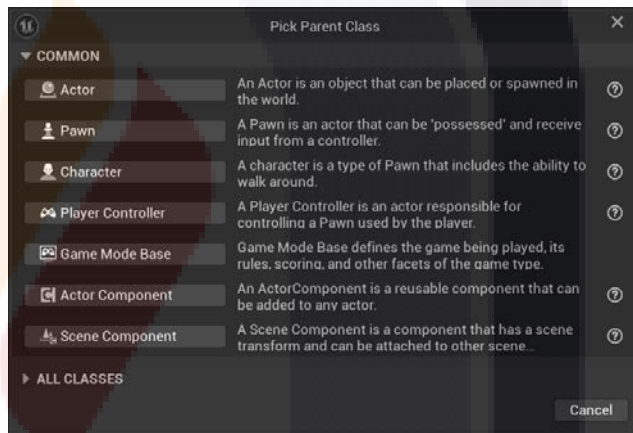 Pick Parent Class
COMMON
Actor
An Actor is an object that can be placed or spawned in
the world.
Pawn
A Pawn is an actor that can be 'possessed' and receive
input from a controller.
Character
A character is a type of Pawn that includes the ability to
walk around.
Player Controller
A Player Controller is an actor responsible for
controlling a Pawn used by the player.
Game Mode Base
Game Mode Base defines the game being played, its
rules, scoring, and other facets of the game type.
Actor Component
An ActorComponent is a reusable component that can
be added to any actor.
Scene Component
A Scene Component is a component that has a scene
transform and can be attached to other scene...
ALL CLASSES
Cancel